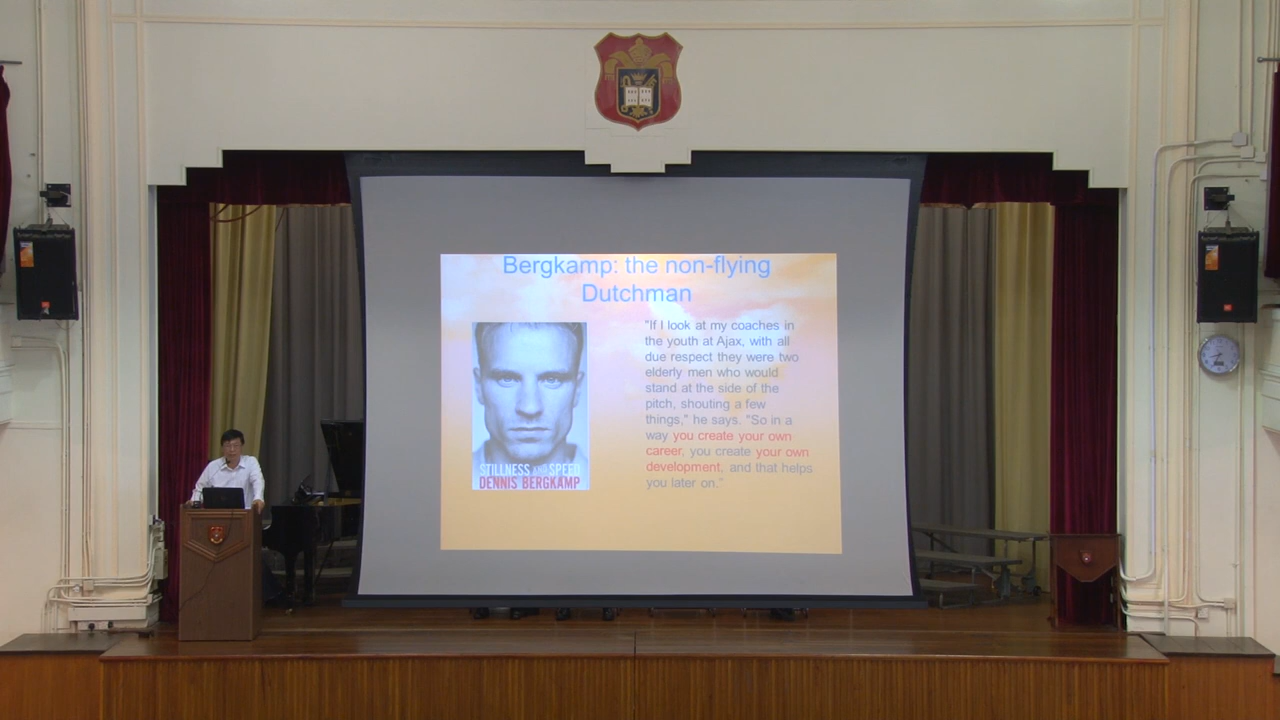 Bergkamp: the non-flying
Dutchman
"If I look at my coaches in
the youth at Ajax, with all
due respect they were two
elderly men who would
stand at the side of the
pitch, shouting a few
things," he says. "So in a
way you create your own
career, you create your own
development, and that helps
you later on."
STILLNESS AND SPEED
DENNIS BERGKAMP